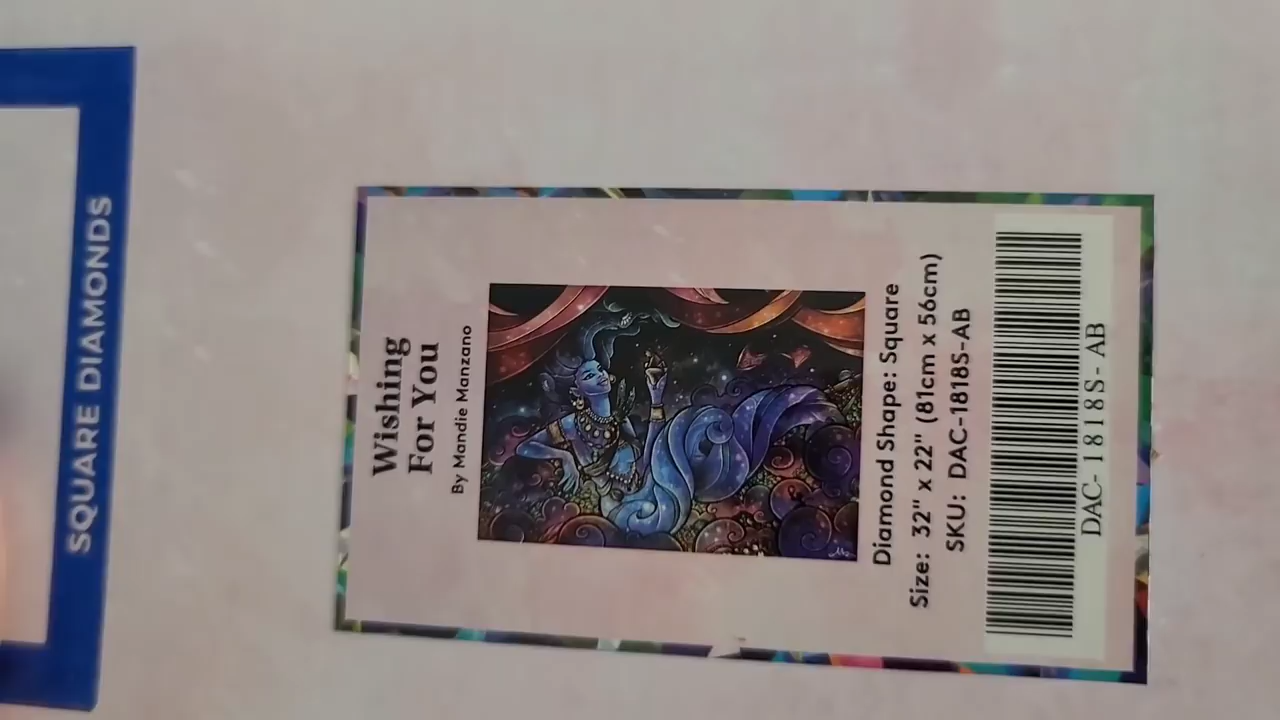 SQUARE DIAMONDS
Wishing
For You
By Mandie Manzano
Diamond Shape: Square
Size: 32" x 22" (81cm x 56cm)
SKU: DAC-1818S-AB
DAC- 1818S- AB